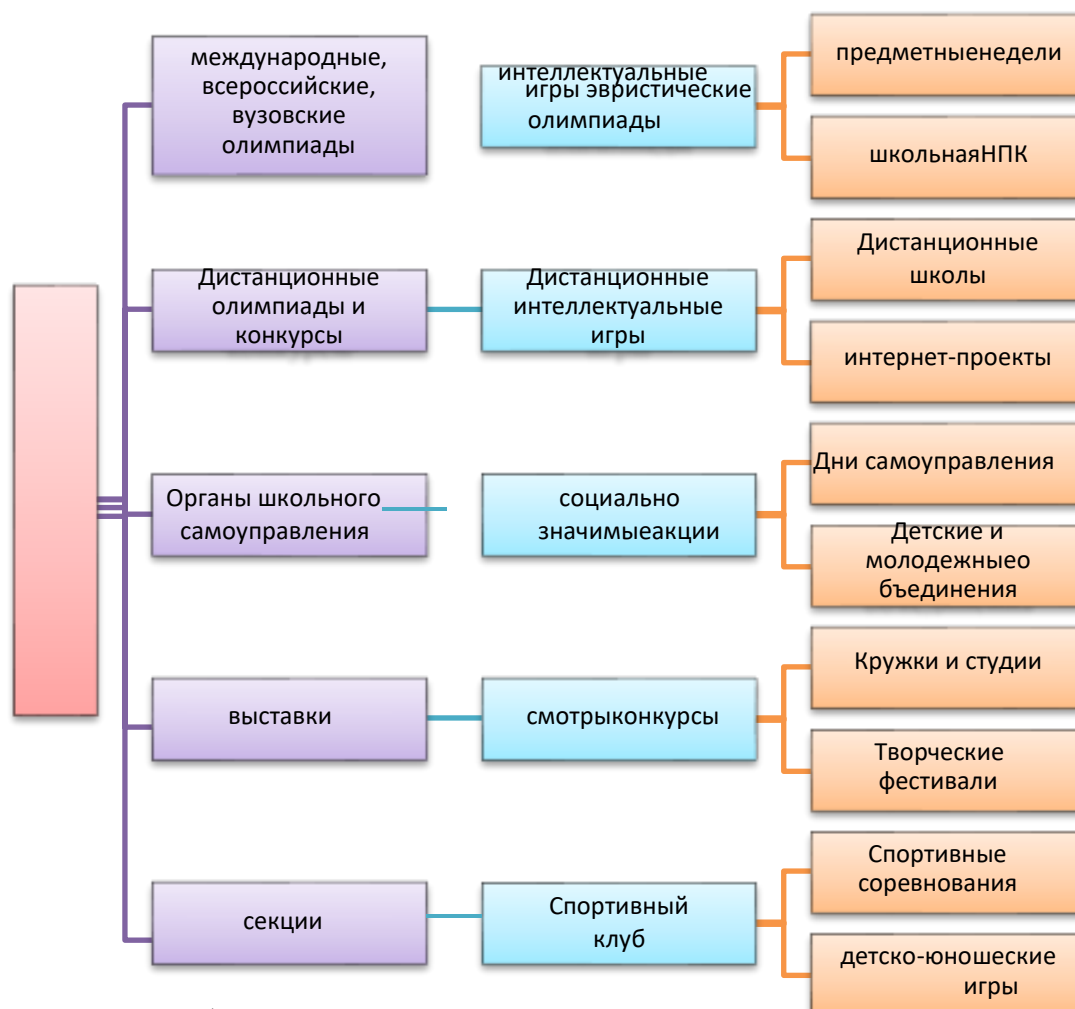 международные,
всероссийские,
вузовские
олимпиады
интеллектуальные
игры эвристические
олимпиады
предметныенедели
школьнаяНПК
Дистанционные
олимпиады и
конкурсы
Дистанционные
интеллектуальные
игры
Дистанционные
школы
интернет-проекты
Органы школьного
самоуправления
социально
значимыеакции
Дни самоуправления
Детские и
молодежныео
бъединения
выставки
смотрыконкурсы
Кружки и студии
Творческие
фестивали
секции
Спортивный
клуб
Спортивные
соревнования
детско-юношеские
игры